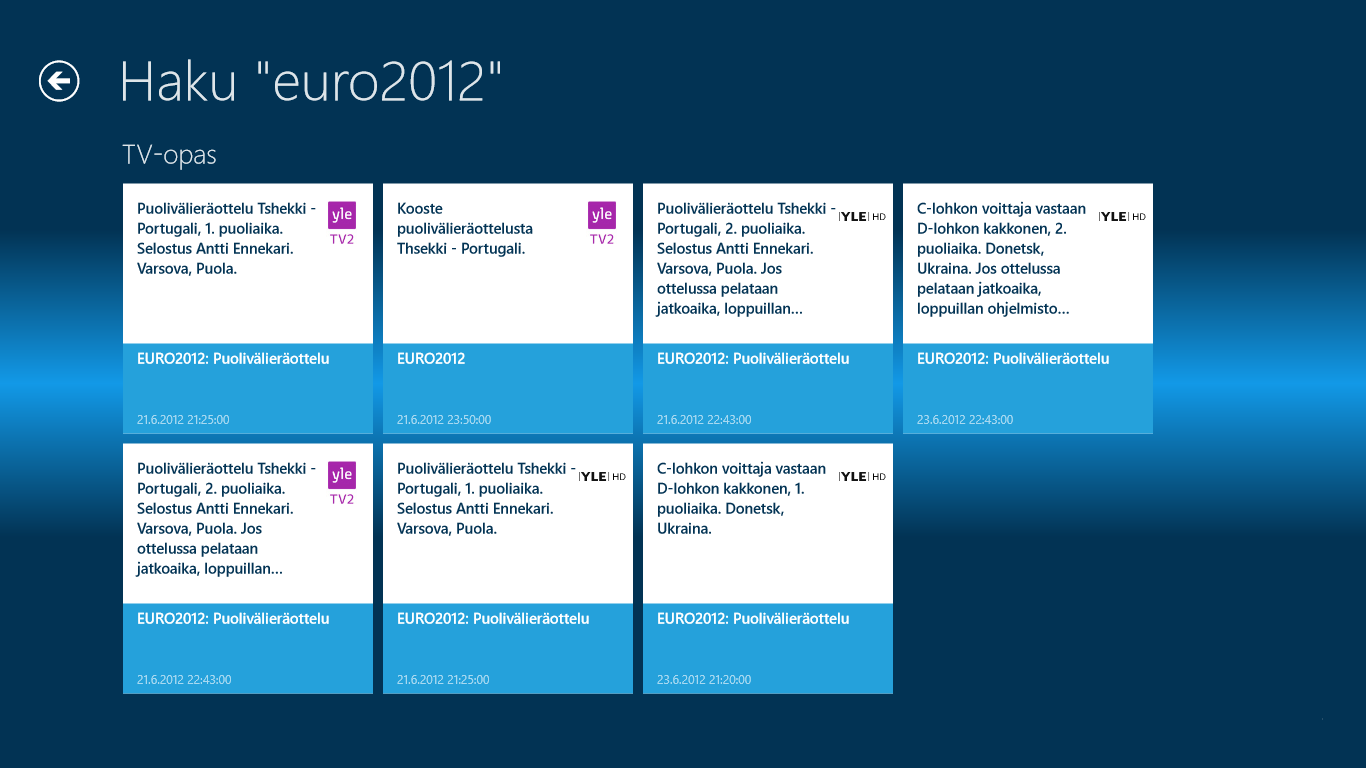 Haku "euro2012"
TV-opas
Puolivälieräottelu Tshekki -
Portugali, 1. puoliaika.
Selostus Antti Ennekari.
Varsova, Puola.
yle
TV2
EURO2012: Puolivälieräottelu
21.6.2012 21:25:00
Kooste
puolivälieräottelusta
Thsekki - Portugali.
yle
TV2
EURO2012
21.6.2012 23:50:00
Puolivälieräottelu Tshekki -
Portugali, 2. puoliaika.
Selostus Antti Ennekari.
Varsova, Puola. Jos
ottelussa pelataan
jatkoaika, loppuillan...
YLE HD
EURO2012: Puolivälieräottelu
21.6.2012 22:43:00
C-lohkon voittaja vastaan
D-lohkon kakkonen, 2.
puoliaika. Donetsk,
Ukraina. Jos ottelussa
pelataan jatkoaika,
loppuillan ohjelmisto...
YLE HD
EURO2012: Puolivälieräottelu
23.6.2012 22:43:00
Puolivälieräottelu Tshekki -
Portugali, 2. puoliaika.
Selostus Antti Ennekari.
Varsova, Puola. Jos
ottelussa pelataan
jatkoaika, loppuillan...
yle
TV2
EURO2012: Puolivälieräottelu
21.6.2012 22:43:00
Puolivälieräottelu Tshekki -
Portugali, 1. puoliaika.
Selostus Antti Ennekari.
Varsova, Puola.
YLE HD
EURO2012: Puolivälieräottelu
21.6.2012 21:25:00
C-lohkon voittaja vastaan
D-lohkon kakkonen, 1.
puoliaika. Donetsk,
Ukraina.
YLE HD
EURO2012: Puolivälieräottelu
23.6.2012 21:20:00